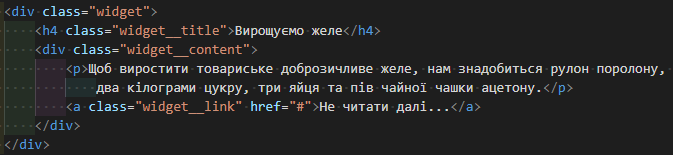 <div class="widget">
<h4 class="widget__title">Вирощуємо желе</h4>
<div class="widget__content">
<p>Щоб виростити товариське доброзичливе желе, нам знадобиться рулон поролону,
два кілограми цукру, три яйця та пів чайної чашки ацетону.</p>
<a class="widget__link" href="#">Не читати далі...</a>
</div>
</div>